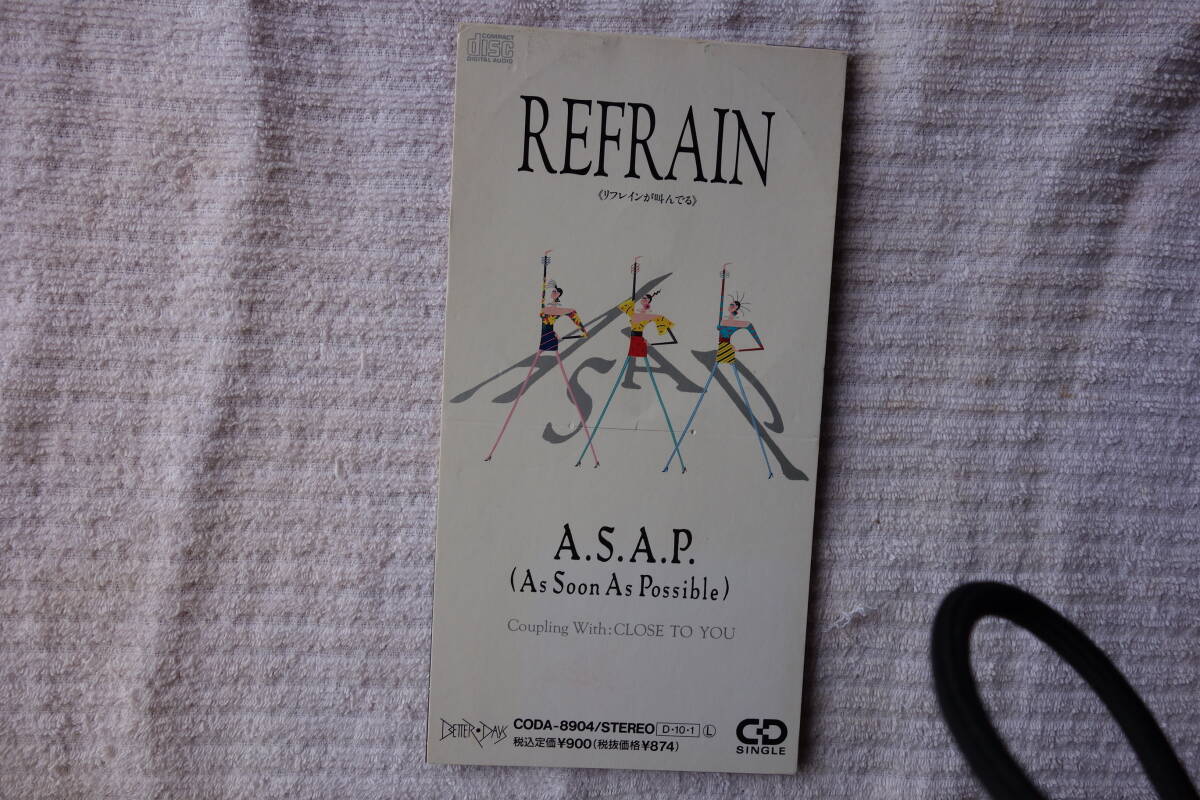 COMPACT
disc
DIGITAL AUDIO
REFRAIN
《リフレインが叫んでる》
ASAP
A.S.A.P.
(As Soon As Possible)
Coupling With:CLOSE TO YOU
BETTER•DAYS CODA-8904/STEREO D・10・1 Ⓛ
税込定価¥900(税抜価格¥874)
CD
SINGLE